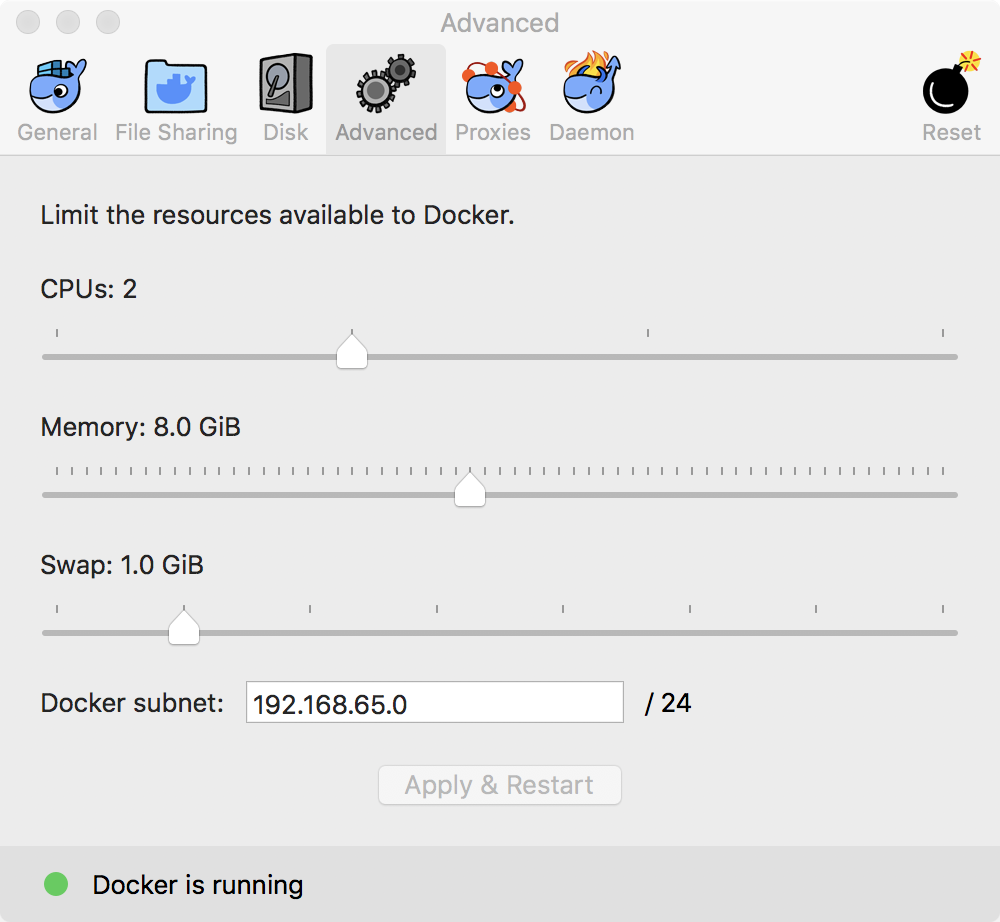 Advanced
General File Sharing Disk Advanced Proxies Daemon Reset
Limit the resources available to Docker.
CPUs: 2
Memory: 8.0 GiB
Swap: 1.0 GiB
Docker subnet: 192.168.65.0 / 24
Apply & Restart
Docker is running